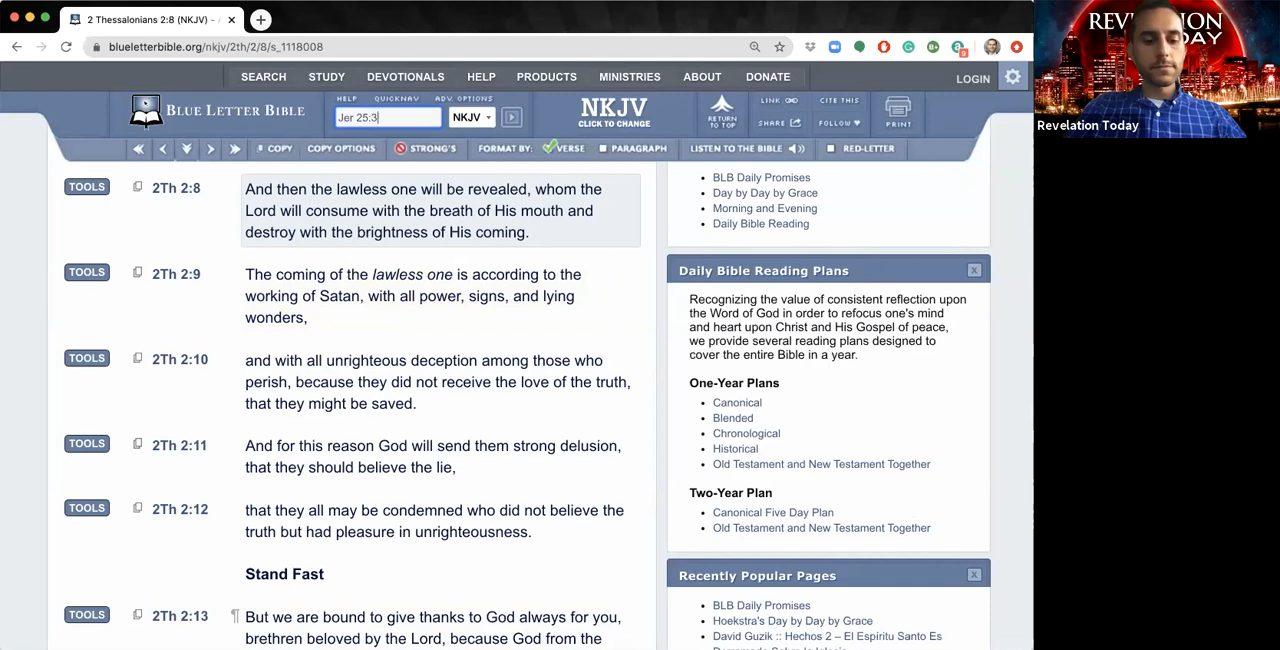 2 Thessalonians 2:8 (NKJV) -
blueletterbible.org/nkjv/2th/2/8/s_1118008
SEARCH STUDY DEVOTIONALS HELP PRODUCTS MINISTRIES ABOUT DONATE LOGIN
BLUE LETTER BIBLE
HELP QUICKNAV ADV. OPTIONS
Jer 25:3
NKJV
NKJV
CLICK TO CHANGE
RETURN
TO TOP
LINK
SHARE
CITE THIS
FOLLOW
PRINT
COPY COPY OPTIONS STRONG'S FORMAT BY: VERSE PARAGRAPH LISTEN TO THE BIBLE RED-LETTER
TOOLS 2Th 2:8 And then the lawless one will be revealed, whom the
Lord will consume with the breath of His mouth and
destroy with the brightness of His coming.
TOOLS 2Th 2:9 The coming of the lawless one is according to the
working of Satan, with all power, signs, and lying
wonders,
TOOLS 2Th 2:10 and with all unrighteous deception among those who
perish, because they did not receive the love of the truth,
that they might be saved.
TOOLS 2Th 2:11 And for this reason God will send them strong delusion,
that they should believe the lie,
TOOLS 2Th 2:12 that they all may be condemned who did not believe the
truth but had pleasure in unrighteousness.
Stand Fast
TOOLS 2Th 2:13 ¶ But we are bound to give thanks to God always for you,
brethren beloved by the Lord, because God from the
BLB Daily Promises
Day by Day by Grace
Morning and Evening
Daily Bible Reading
Daily Bible Reading Plans
Recognizing the value of consistent reflection upon
the Word of God in order to refocus one's mind
and heart upon Christ and His Gospel of peace,
we provide several reading plans designed to
cover the entire Bible in a year.
One-Year Plans
Canonical
Blended
Chronological
Historical
Old Testament and New Testament Together
Two-Year Plan
Canonical Five Day Plan
Old Testament and New Testament Together
Recently Popular Pages
BLB Daily Promises
Hoekstra's Day by Day by Grace
David Guzik :: Hechos 2 – El Espíritu Santo Es
Derramado Sobre la Iglesia
Revelation Today